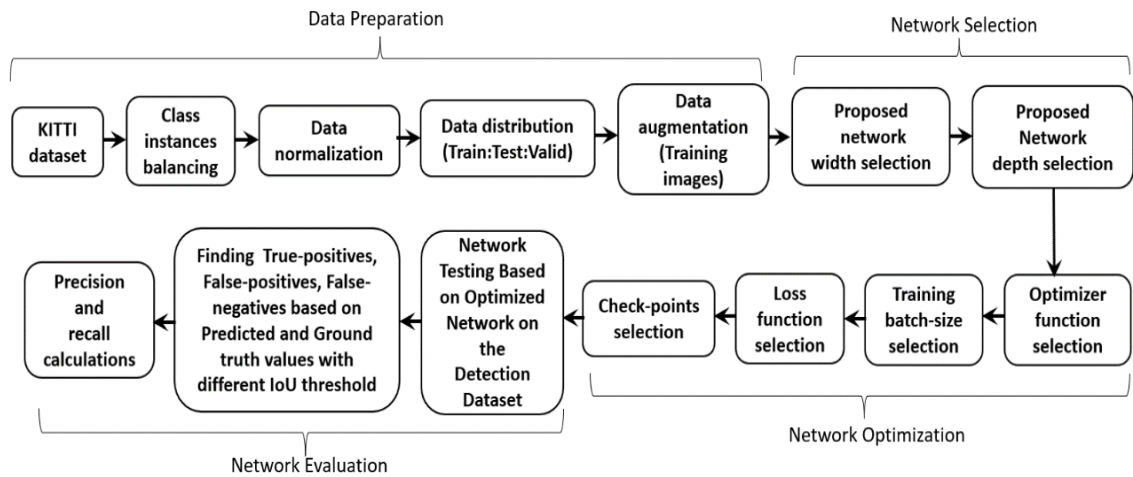 Data Preparation
Network Selection
KITTI
dataset
Class
instances
balancing
Data
normalization
Data distribution
(Train:Test:Valid)
Data
augmentation
(Training
images)
Proposed
network
width selection
Proposed
Network
depth selection
Optimizer
function
selection
Training
batch-size
selection
Loss
function
selection
Check-points
selection
Network
Testing Based
on Optimized
Network on
the
Detection
Dataset
Finding True-positives,
False-positives, False-
negatives based on
Predicted and Ground
truth values with
different IoU threshold
Precision
and
recall
calculations
Network Optimization
Network Evaluation